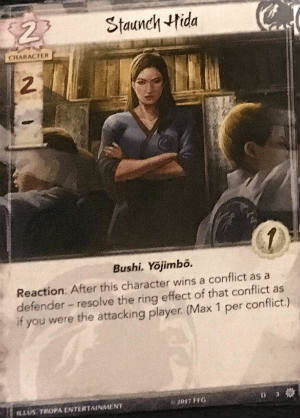 2
Staunch Hida
CHARACTER
2
–
1
Bushi. Yōjimbō.
Reaction: After this character wins a conflict as a
defender – resolve the ring effect of that conflict as
if you were the attacking player. (Max 1 per conflict.)
ILLUS. TROPA ENTERTAINMENT
© 2017 FFG
3